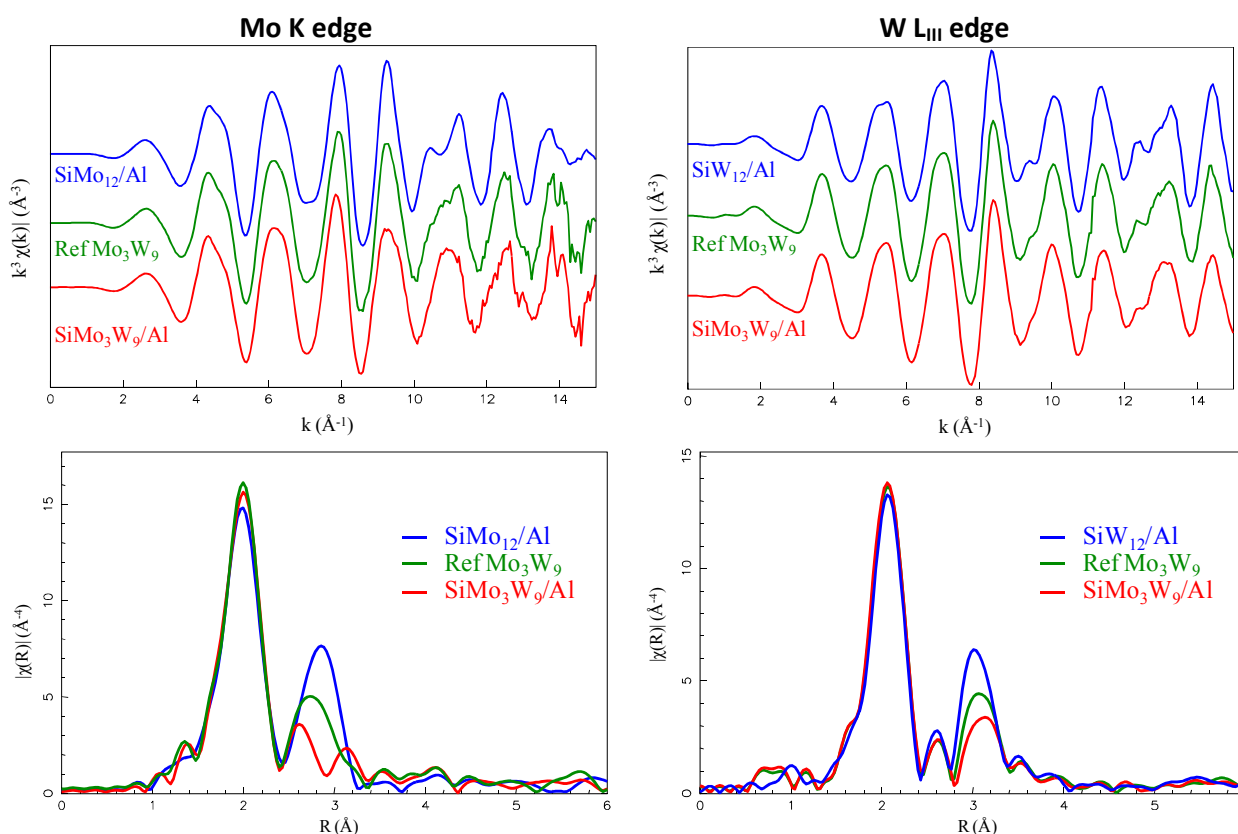 Mo K edge
W LIII edge
k³ χ(k)| (Å⁻³)
SiMo₁₂/Al
Ref Mo₃W₉
SiMo₃W₉/Al
0 2 4 6 8 10 12 14
k (Å⁻¹)
k³ χ(k)| (Å⁻³)
SiW₁₂/Al
Ref Mo₃W₉
SiMo₃W₉/Al
0 2 4 6 8 10 12 14
k (Å⁻¹)
|χ(R)| (Å⁻⁴)
15
10
5
0
SiMo₁₂/Al
Ref Mo₃W₉
SiMo₃W₉/Al
0 1 2 3 4 5 6
R (Å)
|χ(R)| (Å⁻⁴)
15
10
5
0
SiW₁₂/Al
Ref Mo₃W₉
SiMo₃W₉/Al
0 1 2 3 4 5
R (Å)